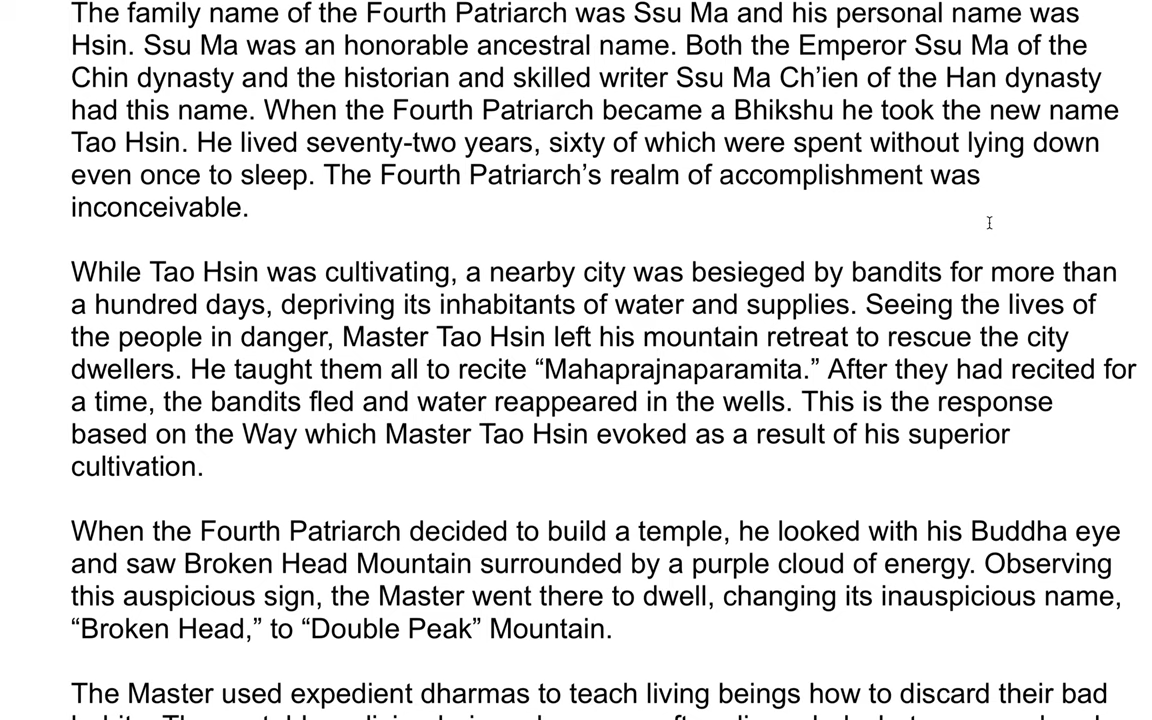 The family name of the Fourth Patriarch was Ssu Ma and his personal name was
Hsin. Ssu Ma was an honorable ancestral name. Both the Emperor Ssu Ma of the
Chin dynasty and the historian and skilled writer Ssu Ma Ch’ien of the Han dynasty
had this name. When the Fourth Patriarch became a Bhikshu he took the new name
Tao Hsin. He lived seventy-two years, sixty of which were spent without lying down
even once to sleep. The Fourth Patriarch’s realm of accomplishment was
inconceivable.
While Tao Hsin was cultivating, a nearby city was besieged by bandits for more than
a hundred days, depriving its inhabitants of water and supplies. Seeing the lives of
the people in danger, Master Tao Hsin left his mountain retreat to rescue the city
dwellers. He taught them all to recite “Mahaprajnaparamita.” After they had recited for
a time, the bandits fled and water reappeared in the wells. This is the response
based on the Way which Master Tao Hsin evoked as a result of his superior
cultivation.
When the Fourth Patriarch decided to build a temple, he looked with his Buddha eye
and saw Broken Head Mountain surrounded by a purple cloud of energy. Observing
this auspicious sign, the Master went there to dwell, changing its inauspicious name,
“Broken Head,” to “Double Peak” Mountain.
The Master used expedient dharmas to teach living beings how to discard their bad